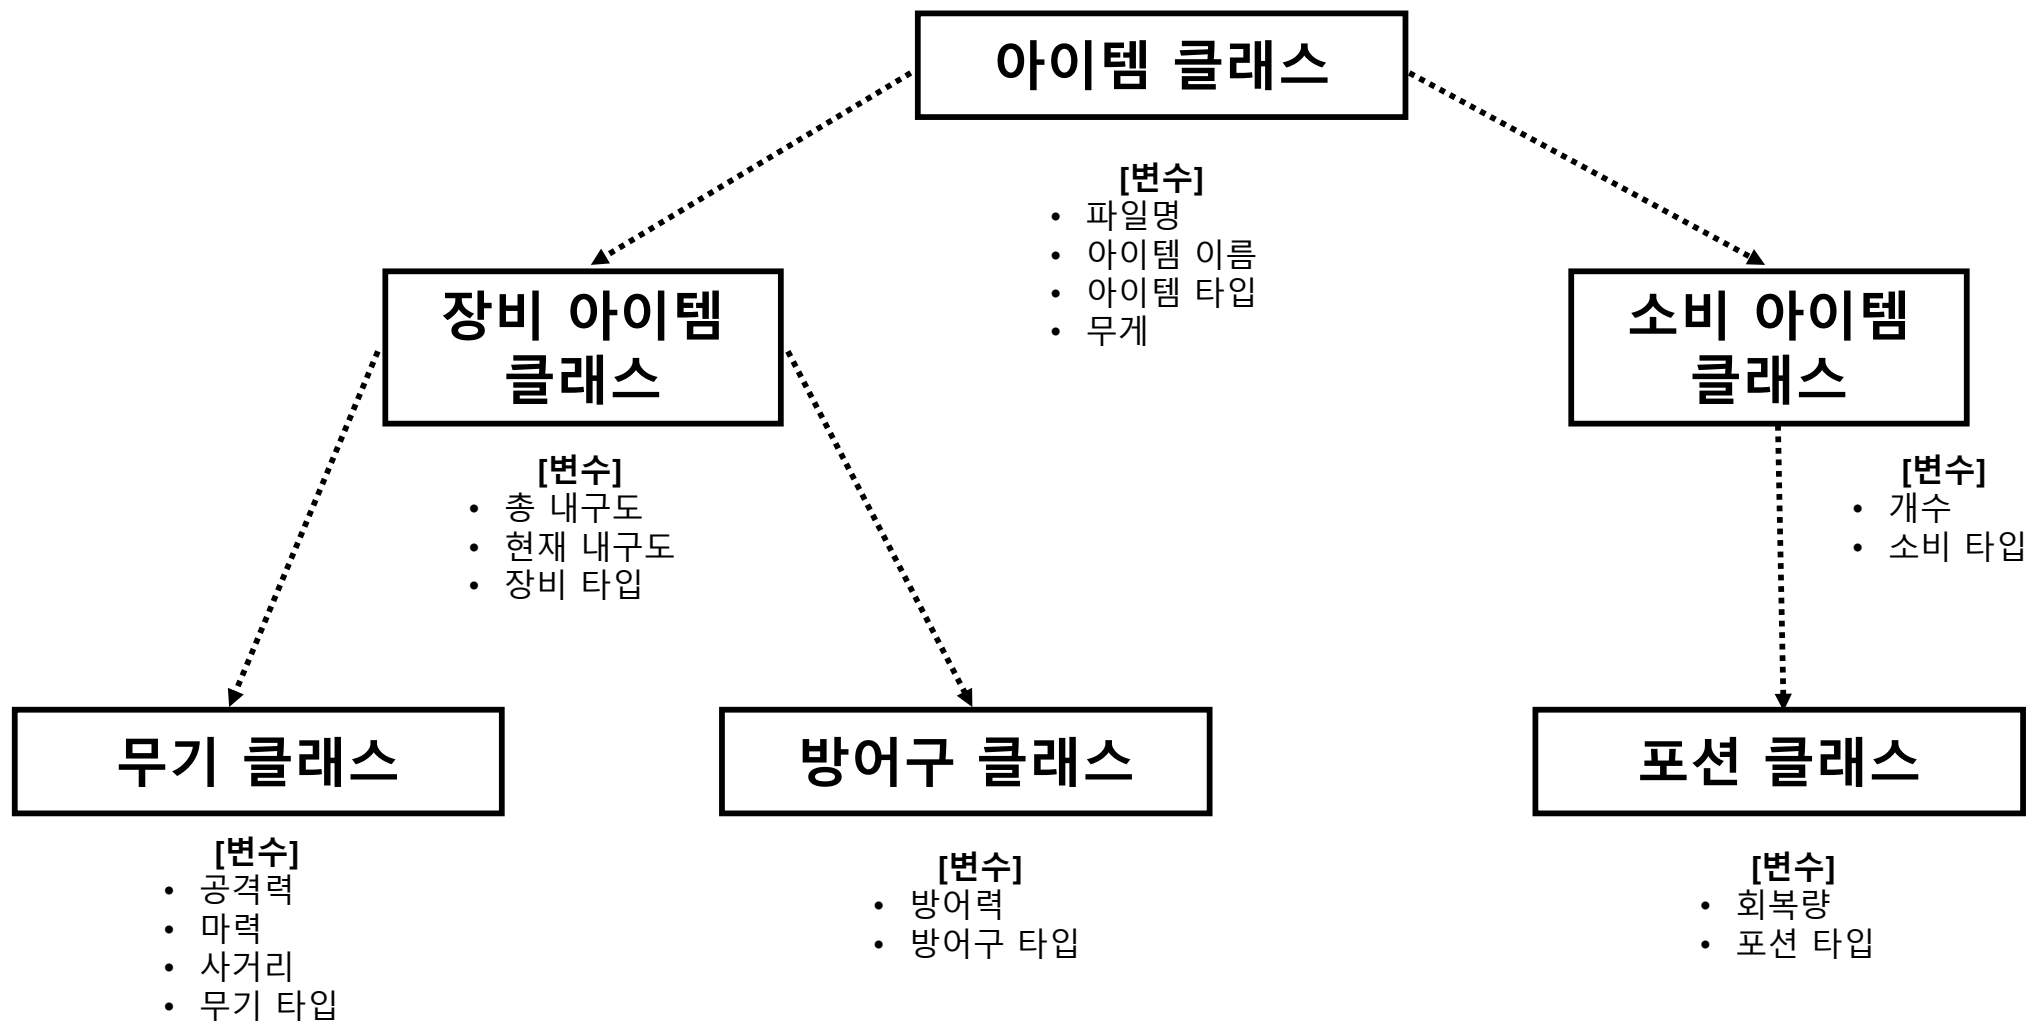 아이템 클래스
[변수]
• 파일명
• 아이템 이름
• 아이템 타입
• 무게
장비 아이템
클래스
[변수]
• 총 내구도
• 현재 내구도
• 장비 타입
소비 아이템
클래스
[변수]
• 개수
• 소비 타입
무기 클래스
[변수]
• 공격력
• 마력
• 사거리
• 무기 타입
방어구 클래스
[변수]
• 방어력
• 방어구 타입
포션 클래스
[변수]
• 회복량
• 포션 타입